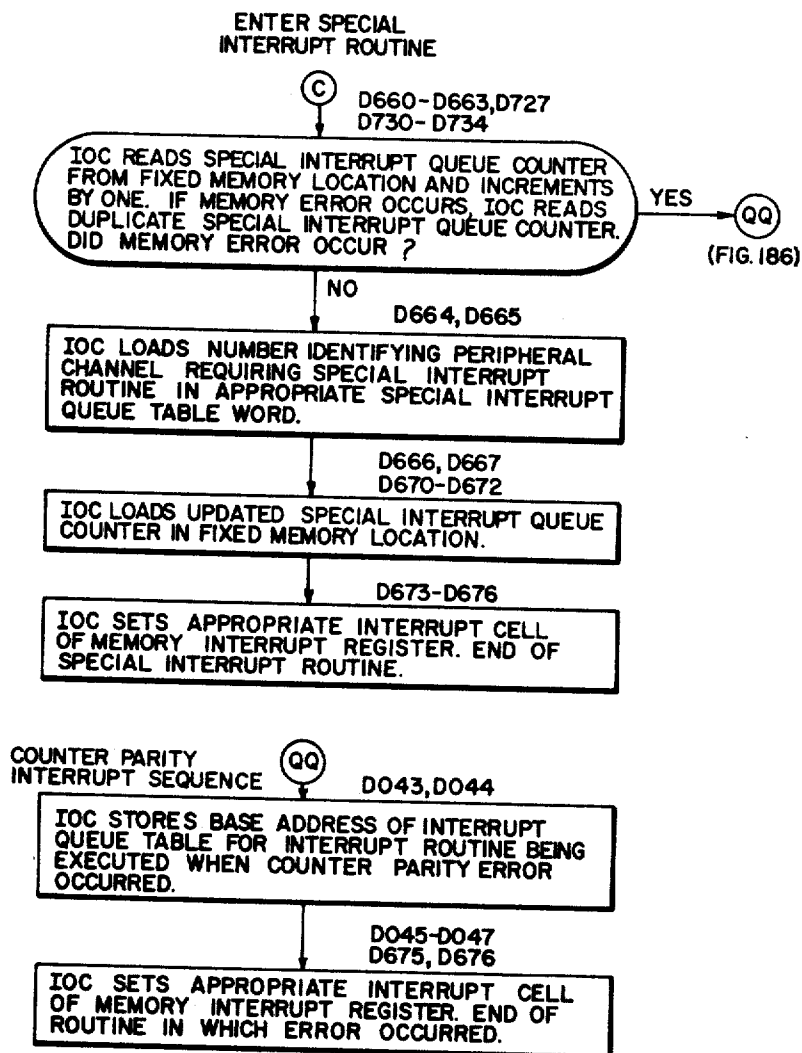 ENTER SPECIAL
INTERRUPT ROUTINE
C
D660-D663, D727
D730-D734
IOC READS SPECIAL INTERRUPT QUEUE COUNTER
FROM FIXED MEMORY LOCATION AND INCREMENTS
BY ONE. IF MEMORY ERROR OCCURS, IOC READS
DUPLICATE SPECIAL INTERRUPT QUEUE COUNTER.
DID MEMORY ERROR OCCUR ?
YES
QQ
(FIG. 186)
NO
D664, D665
IOC LOADS NUMBER IDENTIFYING PERIPHERAL
CHANNEL REQUIRING SPECIAL INTERRUPT
ROUTINE IN APPROPRIATE SPECIAL INTERRUPT
QUEUE TABLE WORD.
D666, D667
D670-D672
IOC LOADS UPDATED SPECIAL INTERRUPT QUEUE
COUNTER IN FIXED MEMORY LOCATION.
D673-D676
IOC SETS APPROPRIATE INTERRUPT CELL
OF MEMORY INTERRUPT REGISTER. END OF
SPECIAL INTERRUPT ROUTINE.
COUNTER PARITY
INTERRUPT SEQUENCE
QQ
D043, D044
IOC STORES BASE ADDRESS OF INTERRUPT
QUEUE TABLE FOR INTERRUPT ROUTINE BEING
EXECUTED WHEN COUNTER PARITY ERROR
OCCURRED.
D045-D047
D675, D676
IOC SETS APPROPRIATE INTERRUPT CELL
OF MEMORY INTERRUPT REGISTER. END OF
ROUTINE IN WHICH ERROR OCCURRED.